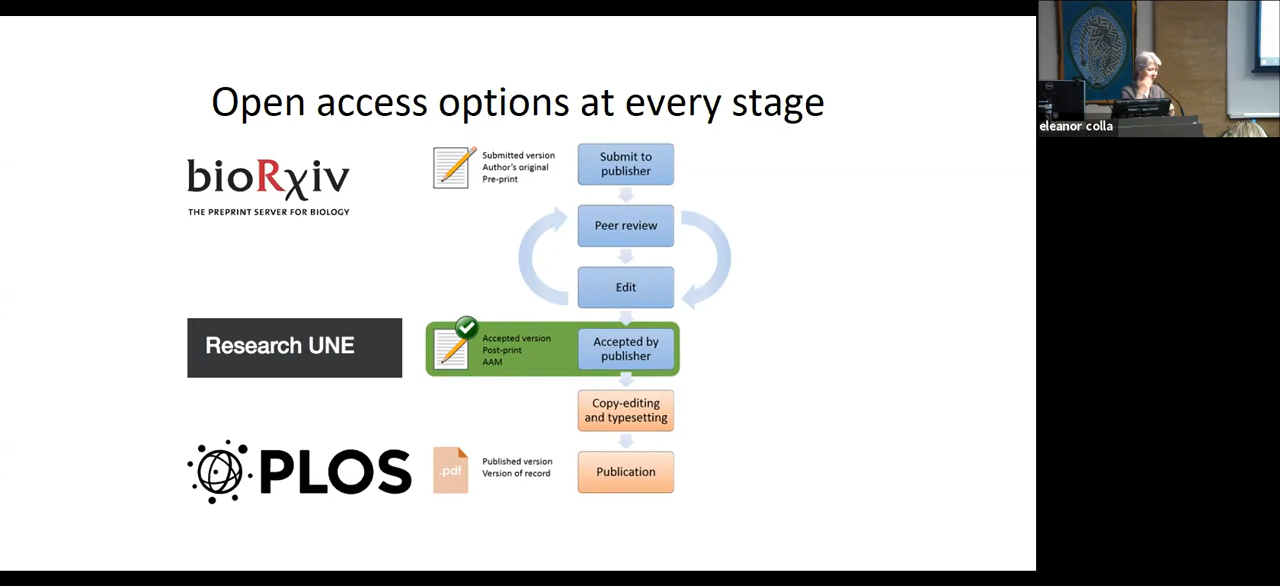 Open access options at every stage
bioRχiv
THE PREPRINT SERVER FOR BIOLOGY
Submitted version
Author's original
Pre-print
Submit to
publisher
Peer review
Edit
Research UNE
Accepted version
Post-print
AAM
Accepted by
publisher
Copy-editing
and typesetting
PLOS
.pdf
Published version
Version of record
Publication
eleanor colla